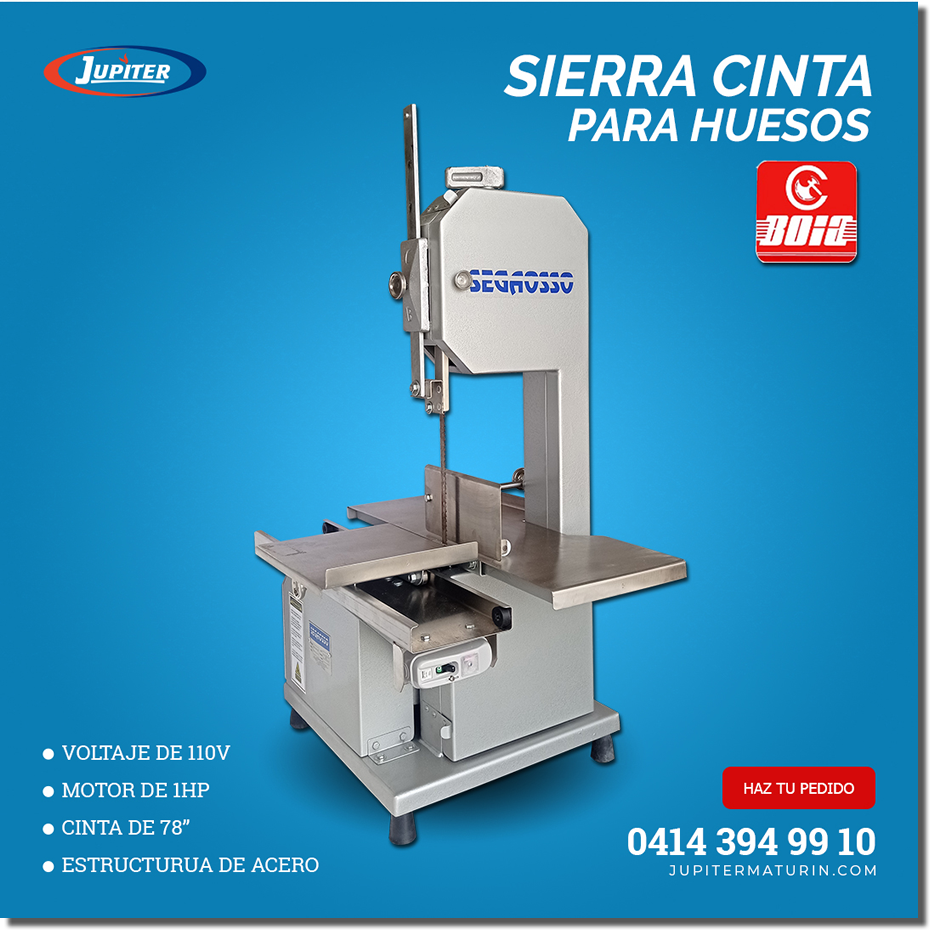 JUPITER
SIERRA CINTA
PARA HUESOS
BOIA
SEGAOSSO
SEGAOSSO
VOLTAJE DE 110V
MOTOR DE 1HP
CINTA DE 78”
ESTRUCTURUA DE ACERO
HAZ TU PEDIDO
0414 394 99 10
JUPITERMATURIN.COM